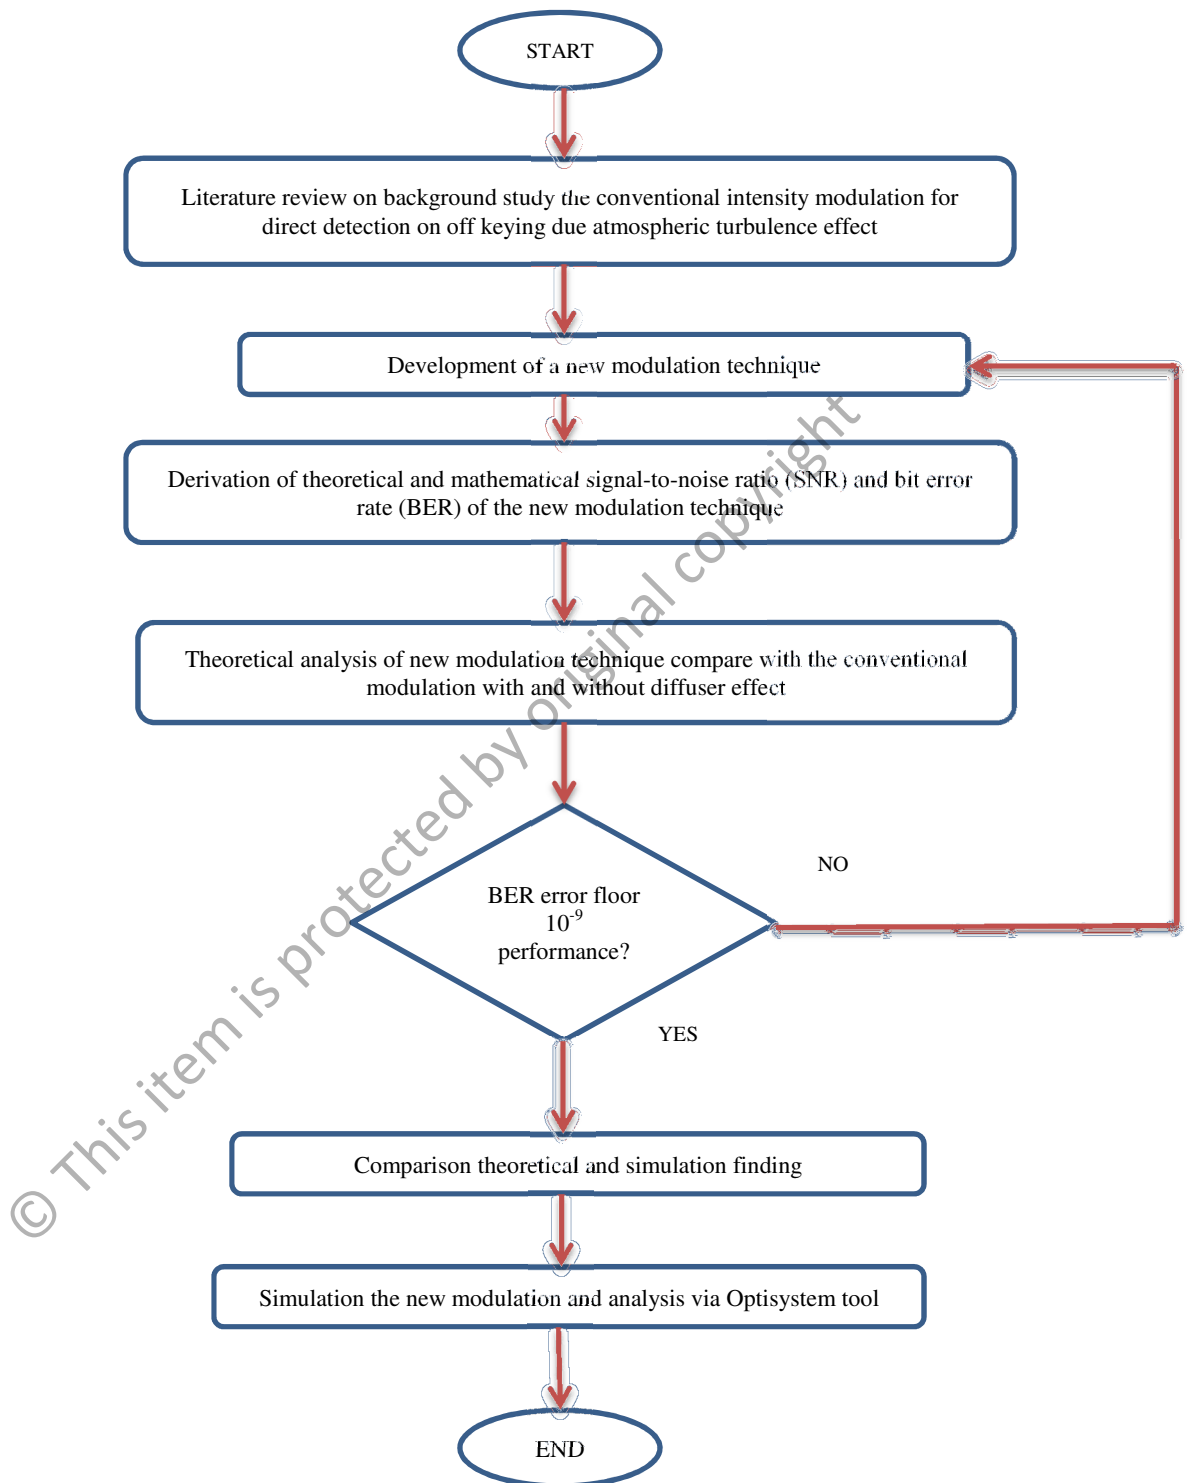 START
Literature review on background study the conventional intensity modulation for
direct detection on off keying due atmospheric turbulence effect
Development of a new modulation technique
Derivation of theoretical and mathematical signal-to-noise ratio (SNR) and bit error
rate (BER) of the new modulation technique
Theoretical analysis of new modulation technique compare with the conventional
modulation with and without diffuser effect
BER error floor
10⁻⁹
performance?
NO
YES
Comparison theoretical and simulation finding
Simulation the new modulation and analysis via Optisystem tool
END
© This item is protected by original copyright